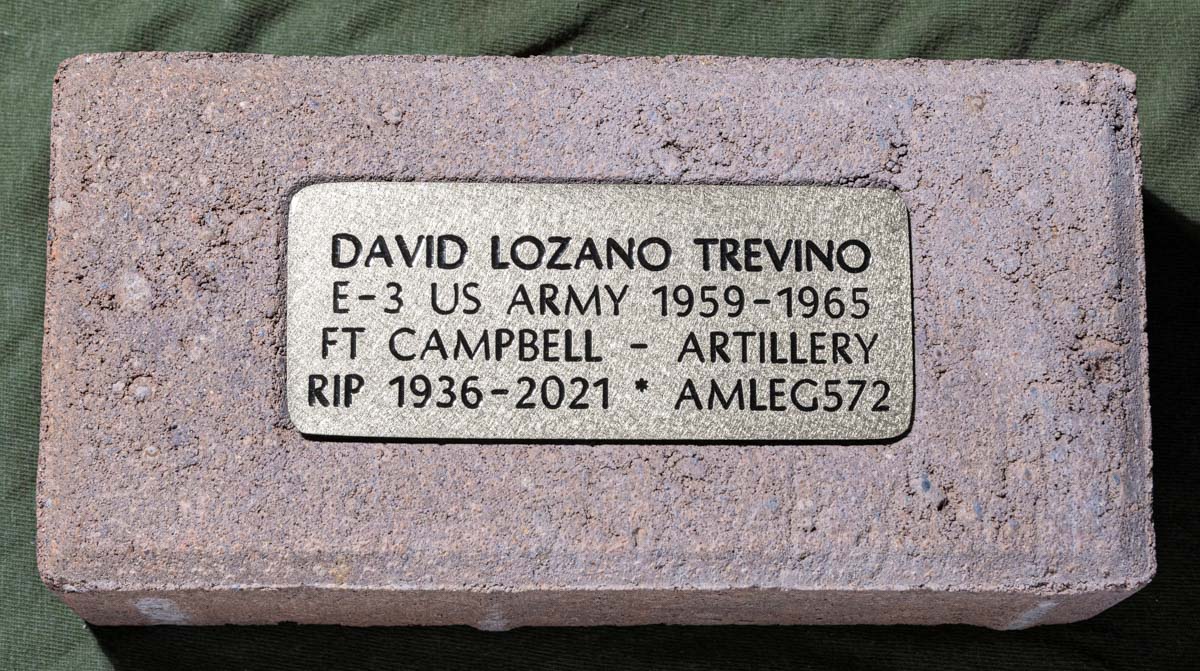 DAVID LOZANO TREVINO
E-3 US ARMY 1959-1965
FT CAMPBELL - ARTILLERY
RIP 1936-2021 * AMLEG572